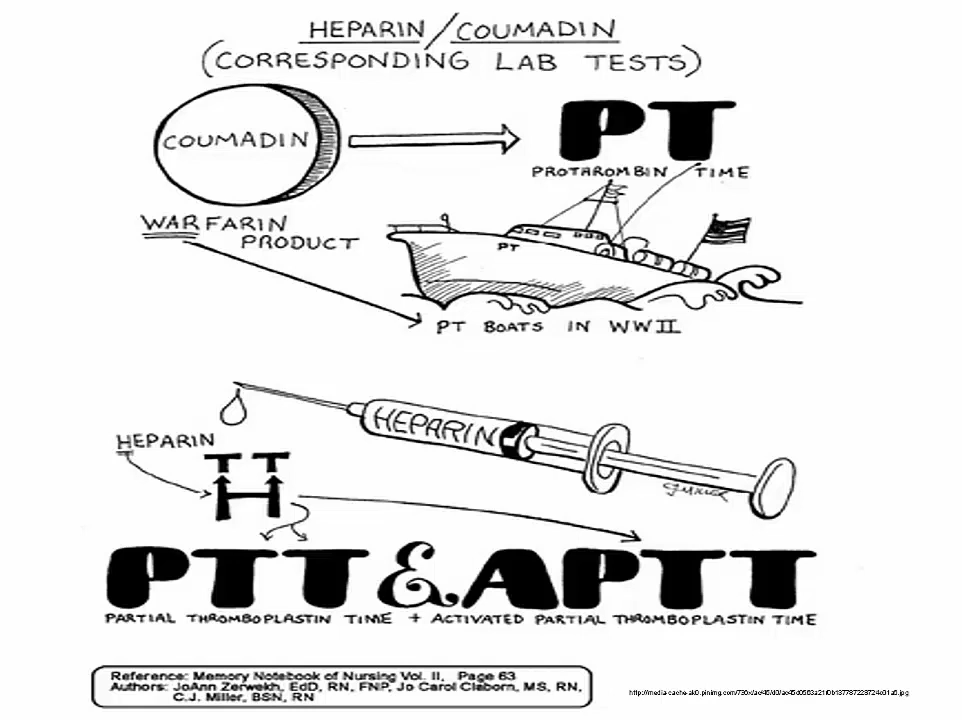 HEPARIN/COUMADIN
(CORRESPONDING LAB TESTS)
COUMADIN
PT
PROTHROMBIN TIME
WARFARIN
PRODUCT
PT
PT BOATS IN WWII
HEPARIN
HEPARIN
T T
H
PTT & APTT
PARTIAL THROMBOPLASTIN TIME + ACTIVATED PARTIAL THROMBOPLASTIN TIME
Reference: Memory Notebook of Nursing Vol. II, Page 63
Authors: JoAnn Zerwekh, EdD, RN, FNP, Jo Carol Claborn, MS, RN,
C.J. Miller, BSN, RN